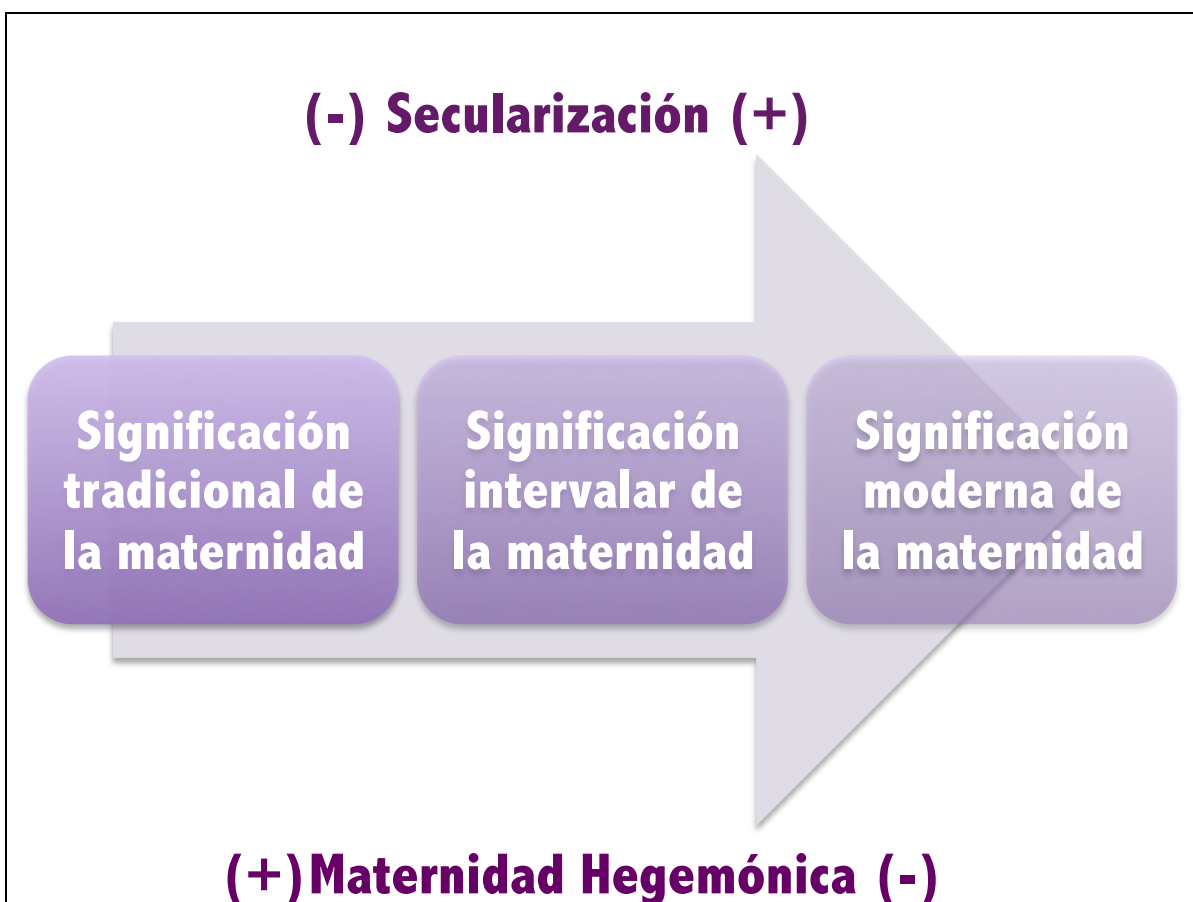 (-) Secularización (+)
Significación
tradicional de
la maternidad
Significación
intervalar de
la maternidad
Significación
moderna de
la maternidad
(+)Maternidad Hegemónica (-)